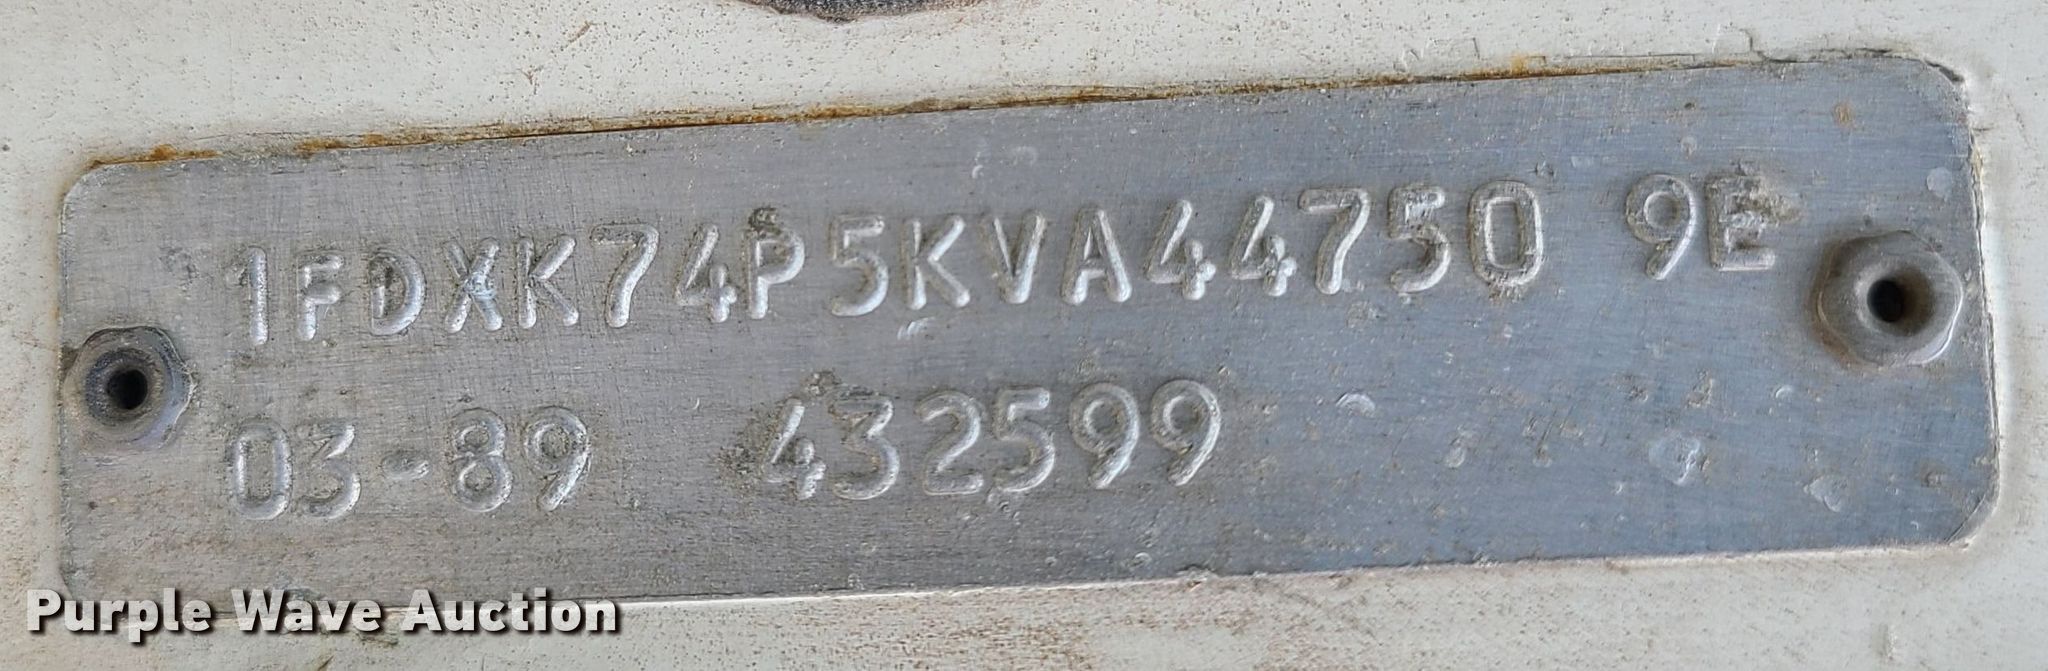 1FDXK74P5KVA44750 9E
03-89 432599
Purple Wave Auction